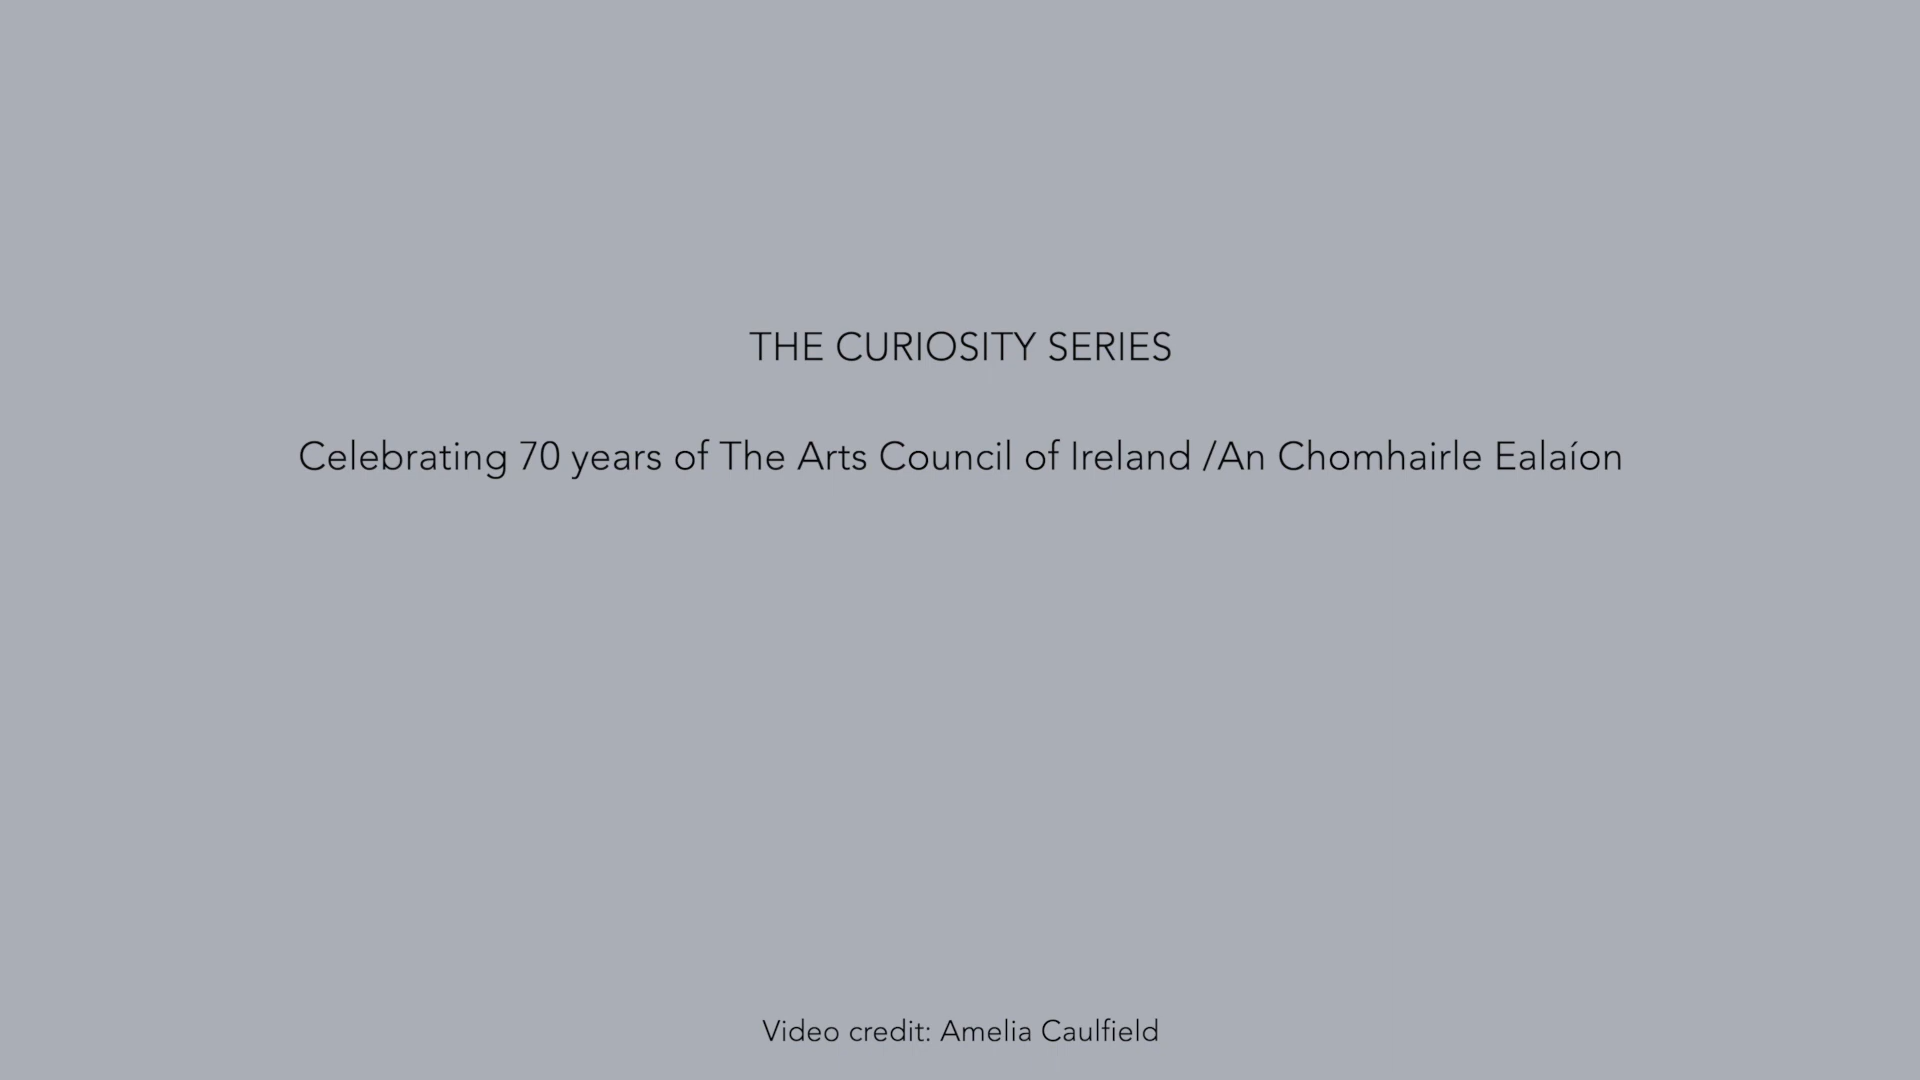 THE CURIOSITY SERIES
Celebrating 70 years of The Arts Council of Ireland /An Chomhairle Ealaíon
Video credit: Amelia Caulfield